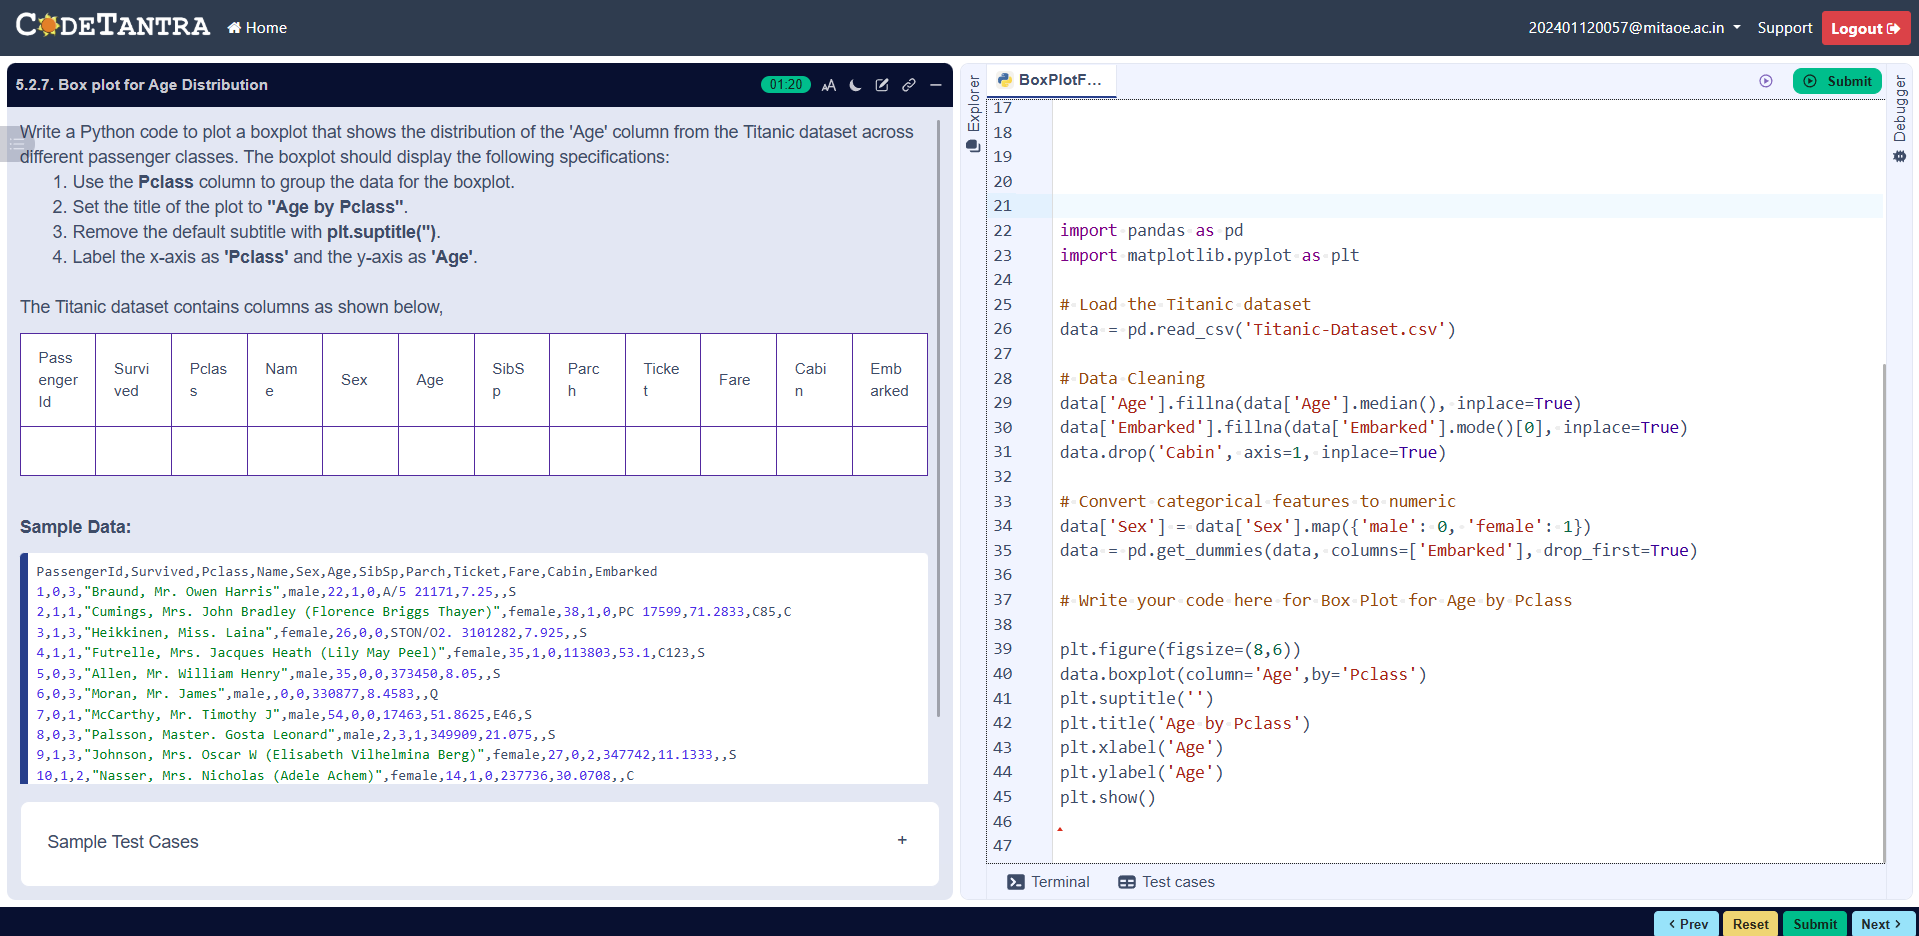 CODETANTRA
Home
202401120057@mitaoe.ac.in
Support
Logout
5.2.7. Box plot for Age Distribution
01:20
Write a Python code to plot a boxplot that shows the distribution of the 'Age' column from the Titanic dataset across
different passenger classes. The boxplot should display the following specifications:
1. Use the Pclass column to group the data for the boxplot.
2. Set the title of the plot to "Age by Pclass".
3. Remove the default subtitle with plt.suptitle('').
4. Label the x-axis as 'Pclass' and the y-axis as 'Age'.
The Titanic dataset contains columns as shown below,
PassengerId Survived Pclass Name Sex Age SibSp Parch Ticket Fare Cabin Embarked
Sample Data:
PassengerId,Survived,Pclass,Name,Sex,Age,SibSp,Parch,Ticket,Fare,Cabin,Embarked
1,0,3,"Braund, Mr. Owen Harris",male,22,1,0,A/5 21171,7.25,,S
2,1,1,"Cumings, Mrs. John Bradley (Florence Briggs Thayer)",female,38,1,0,PC 17599,71.2833,C85,C
3,1,3,"Heikkinen, Miss. Laina",female,26,0,0,STON/O2. 3101282,7.925,,S
4,1,1,"Futrelle, Mrs. Jacques Heath (Lily May Peel)",female,35,1,0,113803,53.1,C123,S
5,0,3,"Allen, Mr. William Henry",male,35,0,0,373450,8.05,,S
6,0,3,"Moran, Mr. James",male,,0,0,330877,8.4583,,Q
7,0,1,"McCarthy, Mr. Timothy J",male,54,0,0,17463,51.8625,E46,S
8,0,3,"Palsson, Master. Gosta Leonard",male,2,3,1,349909,21.075,,S
9,1,3,"Johnson, Mrs. Oscar W (Elisabeth Vilhelmina Berg)",female,27,0,2,347742,11.1333,,S
10,1,2,"Nasser, Mrs. Nicholas (Adele Achem)",female,14,1,0,237736,30.0708,,C
Sample Test Cases
+
Explorer
BoxPlotF...
Submit
Debugger
17
18
19
20
21
22 import pandas as pd
23 import matplotlib.pyplot as plt
24
25 # Load the Titanic dataset
26 data = pd.read_csv('Titanic-Dataset.csv')
27
28 # Data Cleaning
29 data['Age'].fillna(data['Age'].median(), inplace=True)
30 data['Embarked'].fillna(data['Embarked'].mode()[0], inplace=True)
31 data.drop('Cabin', axis=1, inplace=True)
32
33 # Convert categorical features to numeric
34 data['Sex'] = data['Sex'].map({'male': 0, 'female': 1})
35 data = pd.get_dummies(data, columns=['Embarked'], drop_first=True)
36
37 # Write your code here for Box Plot for Age by Pclass
38
39 plt.figure(figsize=(8,6))
40 data.boxplot(column='Age',by='Pclass')
41 plt.suptitle('')
42 plt.title('Age by Pclass')
43 plt.xlabel('Age')
44 plt.ylabel('Age')
45 plt.show()
46
47
Terminal
Test cases
Prev
Reset
Submit
Next